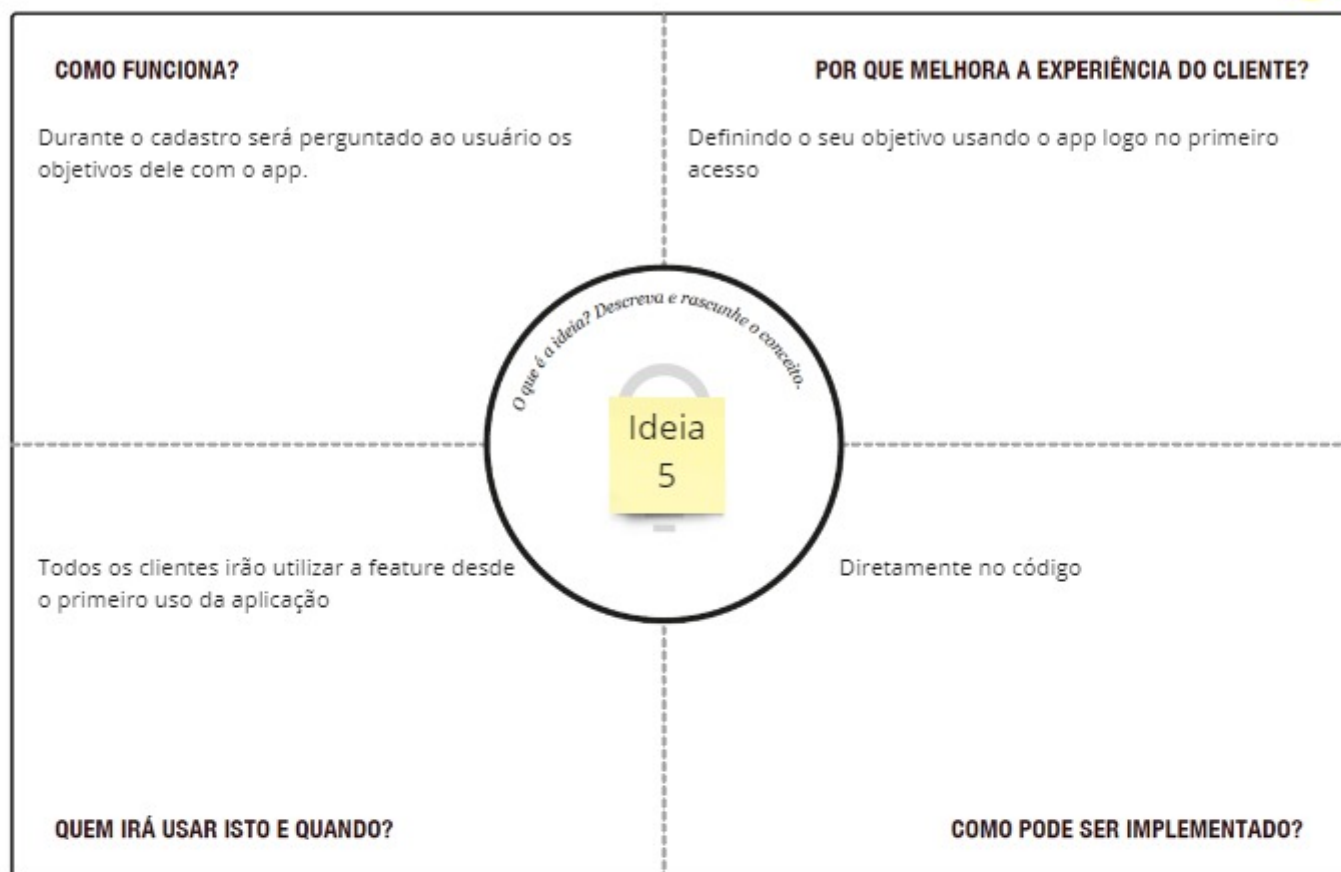 COMO FUNCIONA?
Durante o cadastro será perguntado ao usuário os
objetivos dele com o app.
POR QUE MELHORA A EXPERIÊNCIA DO CLIENTE?
Definindo o seu objetivo usando o app logo no primeiro
acesso
O que é a ideia? Descreva e rascunhe o conceito.
Ideia
5
Todos os clientes irão utilizar a feature desde
o primeiro uso da aplicação
QUEM IRÁ USAR ISTO E QUANDO?
Diretamente no código
COMO PODE SER IMPLEMENTADO?